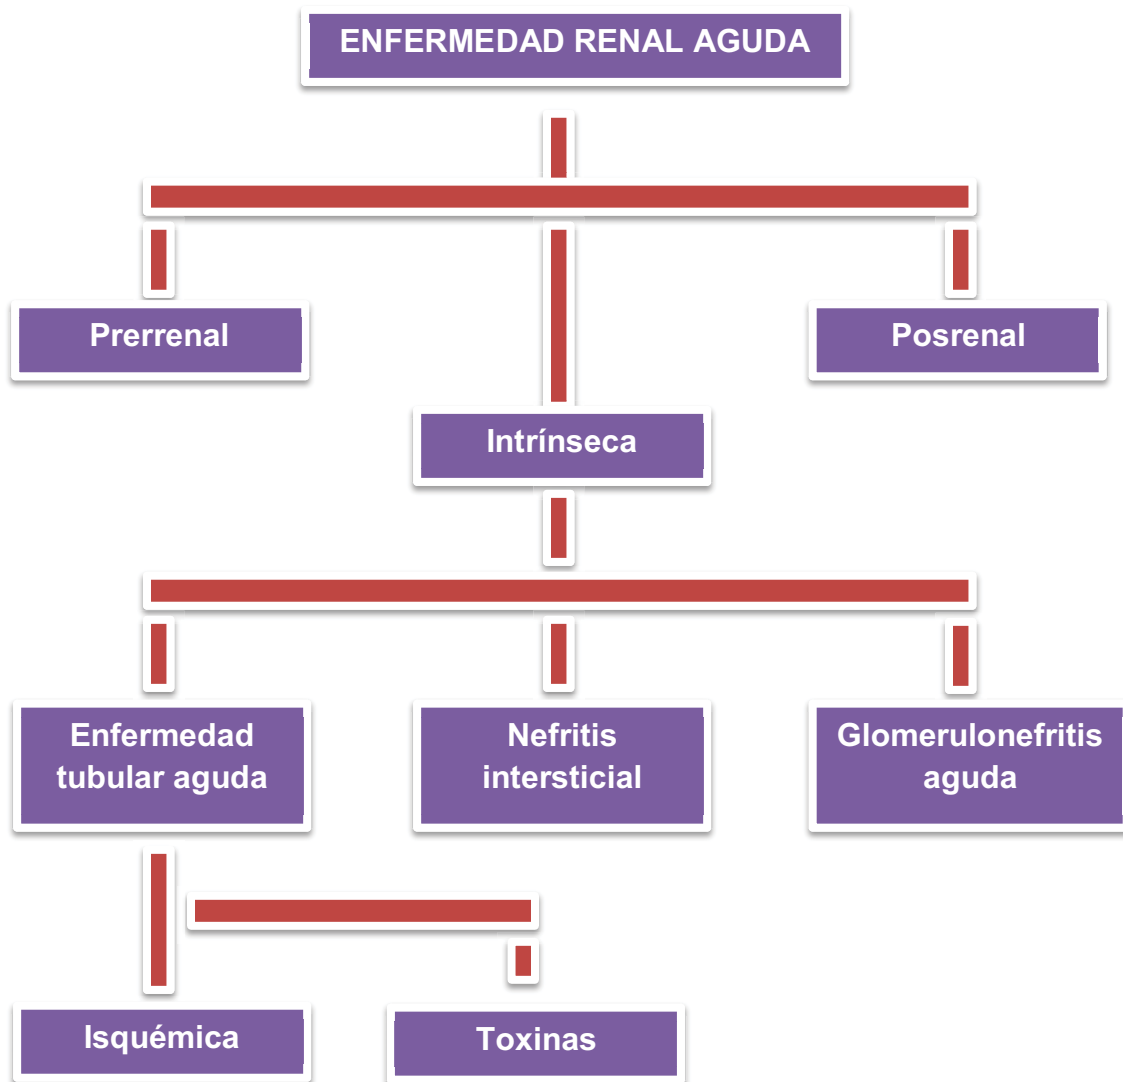 ENFERMEDAD RENAL AGUDA
Prerrenal
Posrenal
Intrínseca
Enfermedad
tubular aguda
Nefritis
intersticial
Glomerulonefritis
aguda
Isquémica
Toxinas